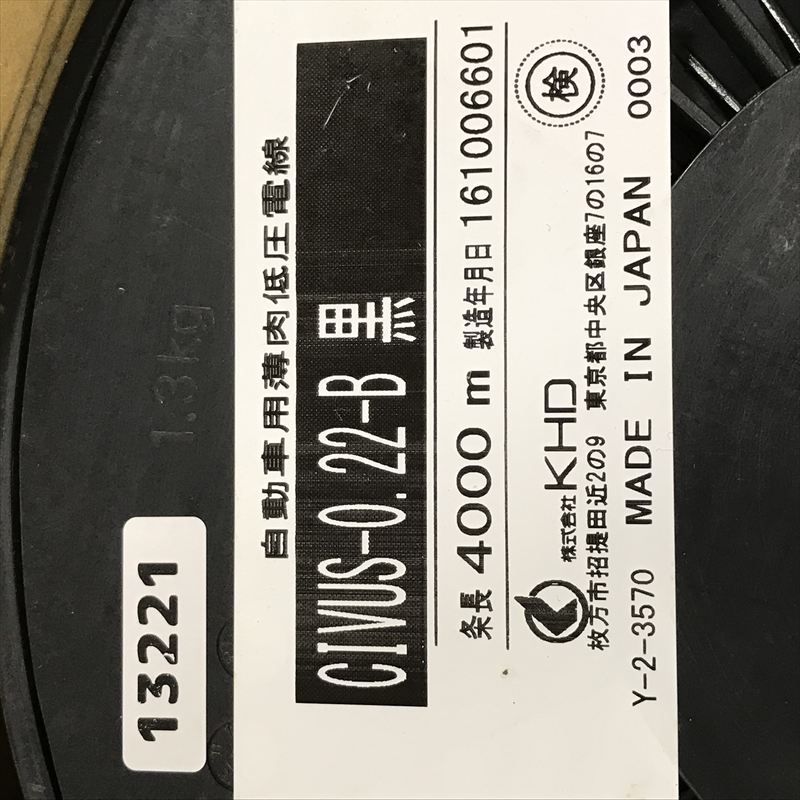 13221
1.3kg
自動車用薄肉低圧電線
CIVUS-0.22-B 黒
条長 4000 m 製造年月日 161006601
株式会社 KHD 検
枚方市招提田近2の9 東京都中央区銀座7の16の7
Y-2-3570 MADE IN JAPAN 0003